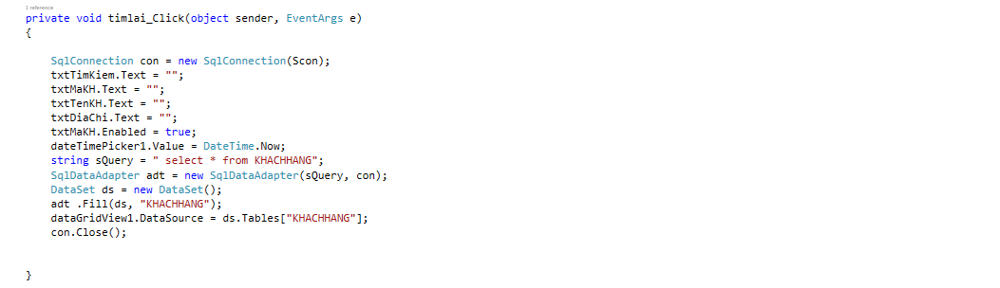 1 reference
private void timlai_Click(object sender, EventArgs e)
{
SqlConnection con = new SqlConnection(Scon);
txtTimKiem.Text = "";
txtMaKH.Text = "";
txtTenKH.Text = "";
txtDiaChi.Text = "";
txtMaKH.Enabled = true;
dateTimePicker1.Value = DateTime.Now;
string sQuery = " select * from KHACHHANG";
SqlDataAdapter adt = new SqlDataAdapter(sQuery, con);
DataSet ds = new DataSet();
adt .Fill(ds, "KHACHHANG");
dataGridView1.DataSource = ds.Tables["KHACHHANG"];
con.Close();
}